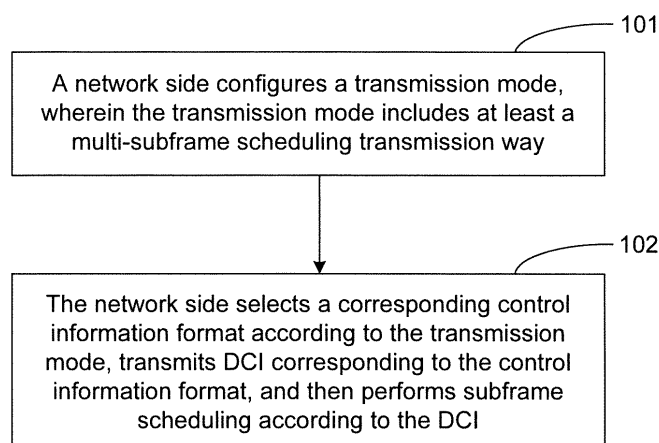 101
A network side configures a transmission mode,
wherein the transmission mode includes at least a
multi-subframe scheduling transmission way
102
The network side selects a corresponding control
information format according to the transmission
mode, transmits DCI corresponding to the control
information format, and then performs subframe
scheduling according to the DCI